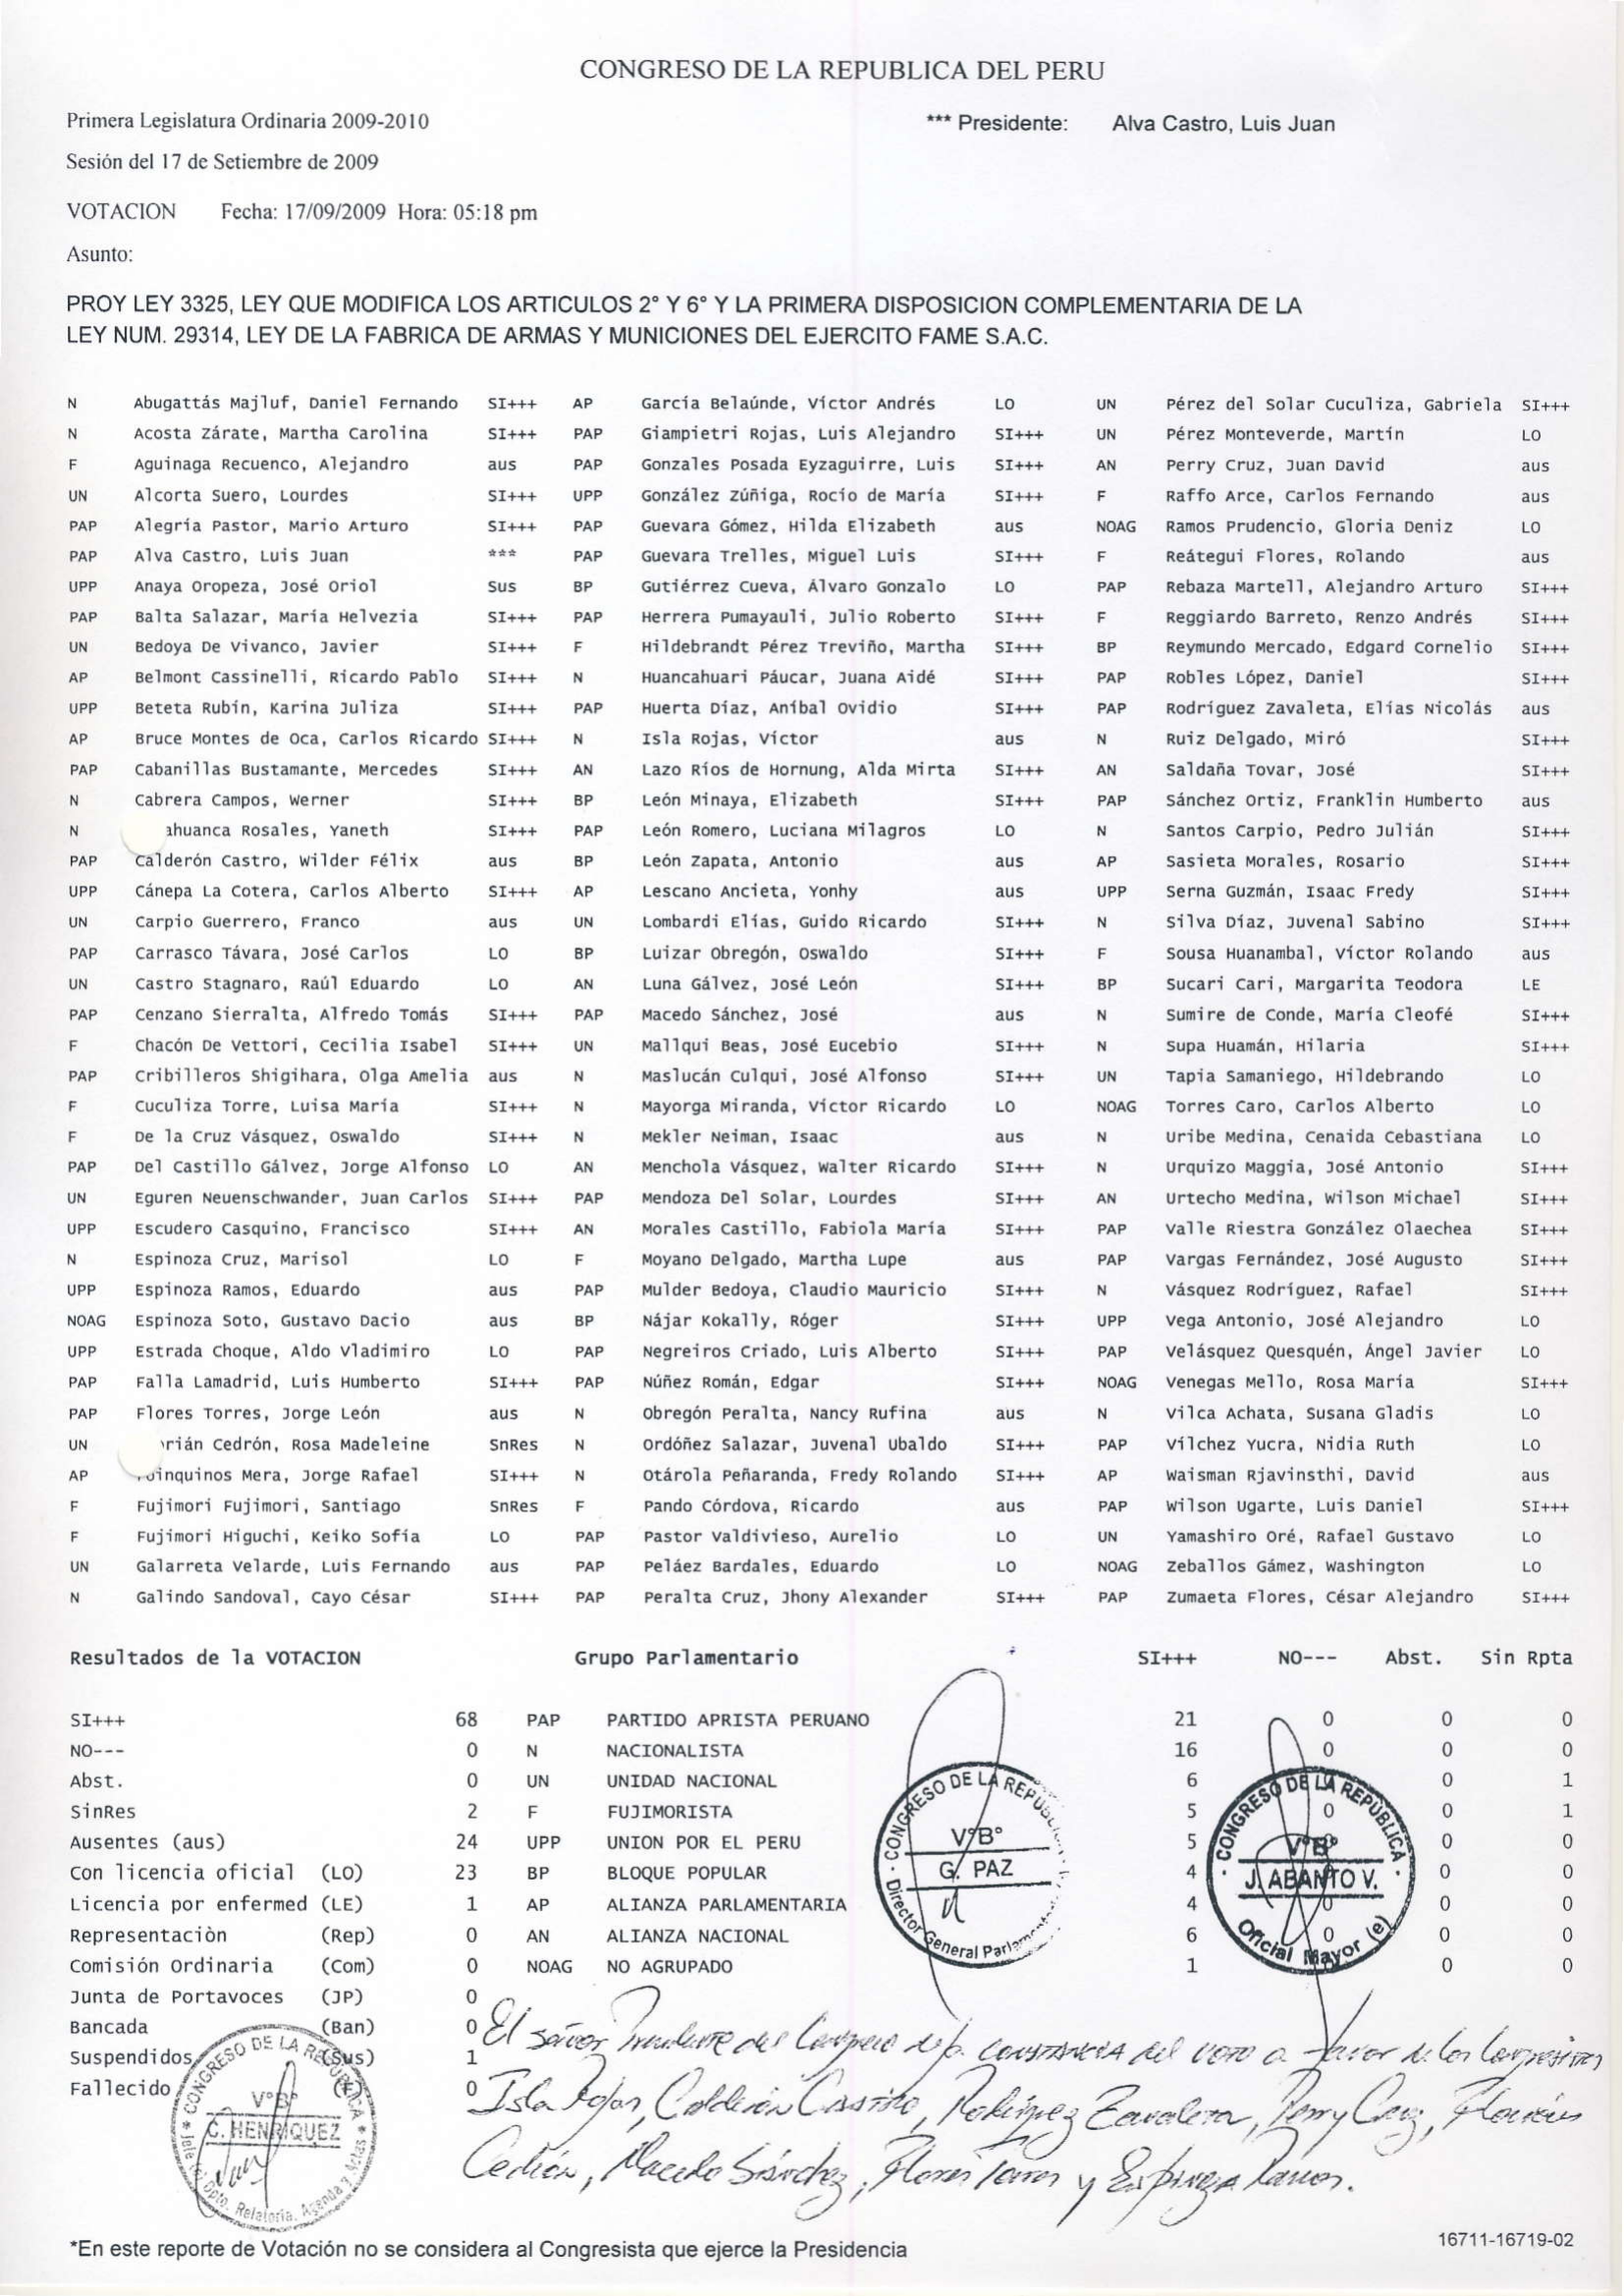 CONGRESO DE LA REPUBLICA DEL PERU
Primera Legislatura Ordinaria 2009-2010 *** Presidente: Alva Castro, Luis Juan
Sesión del 17 de Setiembre de 2009
VOTACION Fecha: 17/09/2009 Hora: 05:18 pm
Asunto:
PROY LEY 3325, LEY QUE MODIFICA LOS ARTICULOS 2° Y 6° Y LA PRIMERA DISPOSICION COMPLEMENTARIA DE LA
LEY NUM. 29314, LEY DE LA FABRICA DE ARMAS Y MUNICIONES DEL EJERCITO FAME S.A.C.
N Abugattás Majluf, Daniel Fernando SI+++ AP García Belaúnde, Víctor Andrés LO UN Pérez del Solar Cuculiza, Gabriela SI+++
N Acosta Zárate, Martha Carolina SI+++ PAP Giampietri Rojas, Luis Alejandro SI+++ UN Pérez Monteverde, Martín LO
F Aguinaga Recuenco, Alejandro aus PAP Gonzales Posada Eyzaguirre, Luis SI+++ AN Perry Cruz, Juan David aus
UN Alcorta Suero, Lourdes SI+++ UPP González Zúñiga, Rocío de María SI+++ F Raffo Arce, Carlos Fernando aus
PAP Alegría Pastor, Mario Arturo SI+++ PAP Guevara Gómez, Hilda Elizabeth aus NOAG Ramos Prudencio, Gloria Deniz LO
PAP Alva Castro, Luis Juan *** PAP Guevara Trelles, Miguel Luis SI+++ F Reátegui Flores, Rolando aus
UPP Anaya Oropeza, José Oriol Sus BP Gutiérrez Cueva, Álvaro Gonzalo LO PAP Rebaza Martell, Alejandro Arturo SI+++
PAP Balta Salazar, María Helvezia SI+++ PAP Herrera Pumayauli, Julio Roberto SI+++ F Reggiardo Barreto, Renzo Andrés SI+++
UN Bedoya De Vivanco, Javier SI+++ F Hildebrandt Pérez Treviño, Martha SI+++ BP Reymundo Mercado, Edgard Cornelio SI+++
AP Belmont Cassinelli, Ricardo Pablo SI+++ N Huancahuari Páucar, Juana Aidé SI+++ PAP Robles López, Daniel SI+++
UPP Beteta Rubín, Karina Juliza SI+++ PAP Huerta Díaz, Aníbal Ovidio SI+++ PAP Rodríguez Zavaleta, Elías Nicolás aus
AP Bruce Montes de Oca, Carlos Ricardo SI+++ N Isla Rojas, Víctor aus N Ruiz Delgado, Miró SI+++
PAP Cabanillas Bustamante, Mercedes SI+++ AN Lazo Ríos de Hornung, Alda Mirta SI+++ AN Saldaña Tovar, José SI+++
N Cabrera Campos, Werner SI+++ BP León Minaya, Elizabeth SI+++ PAP Sánchez Ortiz, Franklin Humberto aus
N ahuanca Rosales, Yaneth SI+++ PAP León Romero, Luciana Milagros LO N Santos Carpio, Pedro Julián SI+++
PAP Calderón Castro, Wilder Félix aus BP León Zapata, Antonio aus AP Sasieta Morales, Rosario SI+++
UPP Cánepa La Cotera, Carlos Alberto SI+++ AP Lescano Ancieta, Yonhy aus UPP Serna Guzmán, Isaac Fredy SI+++
UN Carpio Guerrero, Franco aus UN Lombardi Elías, Guido Ricardo SI+++ N Silva Díaz, Juvenal Sabino SI+++
PAP Carrasco Távara, José Carlos LO BP Luizar Obregón, Oswaldo SI+++ F Sousa Huanambal, Víctor Rolando aus
UN Castro Stagnaro, Raúl Eduardo LO AN Luna Gálvez, José León SI+++ BP Sucari Cari, Margarita Teodora LE
PAP Cenzano Sierralta, Alfredo Tomás SI+++ PAP Macedo Sánchez, José aus N Sumire de Conde, María Cleofé SI+++
F Chacón De Vettori, Cecilia Isabel SI+++ UN Mallqui Beas, José Eucebio SI+++ N Supa Huamán, Hilaria SI+++
PAP Cribilleros Shigihara, Olga Amelia aus N Maslucán Culqui, José Alfonso SI+++ UN Tapia Samaniego, Hildebrando LO
F Cuculiza Torre, Luisa María SI+++ N Mayorga Miranda, Víctor Ricardo LO NOAG Torres Caro, Carlos Alberto LO
F De la Cruz Vásquez, Oswaldo SI+++ N Mekler Neiman, Isaac aus N Uribe Medina, Cenaida Cebastiana LO
PAP Del Castillo Gálvez, Jorge Alfonso LO AN Menchola Vásquez, Walter Ricardo SI+++ N Urquizo Maggia, José Antonio SI+++
UN Eguren Neuenschwander, Juan Carlos SI+++ PAP Mendoza Del Solar, Lourdes SI+++ AN Urtecho Medina, Wilson Michael SI+++
UPP Escudero Casquino, Francisco SI+++ AN Morales Castillo, Fabiola María SI+++ PAP Valle Riestra González Olaechea SI+++
N Espinoza Cruz, Marisol LO F Moyano Delgado, Martha Lupe aus PAP Vargas Fernández, José Augusto SI+++
UPP Espinoza Ramos, Eduardo aus PAP Mulder Bedoya, Claudio Mauricio SI+++ N Vásquez Rodríguez, Rafael SI+++
NOAG Espinoza Soto, Gustavo Dacio aus BP Nájar Kokally, Róger SI+++ UPP Vega Antonio, José Alejandro LO
UPP Estrada Choque, Aldo Vladimiro LO PAP Negreiros Criado, Luis Alberto SI+++ PAP Velásquez Quesquén, Ángel Javier LO
PAP Falla Lamadrid, Luis Humberto SI+++ PAP Núñez Román, Edgar SI+++ NOAG Venegas Mello, Rosa María SI+++
PAP Flores Torres, Jorge León aus N Obregón Peralta, Nancy Rufina aus N Vilca Achata, Susana Gladis LO
UN rián Cedrón, Rosa Madeleine SnRes N Ordóñez Salazar, Juvenal Ubaldo SI+++ PAP Vílchez Yucra, Nidia Ruth LO
AP inquinos Mera, Jorge Rafael SI+++ N Otárola Peñaranda, Fredy Rolando SI+++ AP Waisman Rjavinsthi, David aus
F Fujimori Fujimori, Santiago SnRes F Pando Córdova, Ricardo aus PAP Wilson Ugarte, Luis Daniel SI+++
F Fujimori Higuchi, Keiko Sofía LO PAP Pastor Valdivieso, Aurelio LO UN Yamashiro Oré, Rafael Gustavo LO
UN Galarreta Velarde, Luis Fernando aus PAP Peláez Bardales, Eduardo LO NOAG Zeballos Gámez, Washington LO
N Galindo Sandoval, Cayo César SI+++ PAP Peralta Cruz, Jhony Alexander SI+++ PAP Zumaeta Flores, César Alejandro SI+++
Resultados de la VOTACION Grupo Parlamentario SI+++ NO--- Abst. Sin Rpta
SI+++ 68 PAP PARTIDO APRISTA PERUANO 21 0 0 0
NO--- 0 N NACIONALISTA 16 0 0 0
Abst. 0 UN UNIDAD NACIONAL 6 0 1
SinRes 2 F FUJIMORISTA 5 0 0 1
Ausentes (aus) 24 UPP UNION POR EL PERU 5 0 0
Con licencia oficial (LO) 23 BP BLOQUE POPULAR 4 0 0
Licencia por enfermed (LE) 1 AP ALIANZA PARLAMENTARIA 4 0 0 0
Representaciòn (Rep) 0 AN ALIANZA NACIONAL 6 0 0 0
Comisión Ordinaria (Com) 0 NOAG NO AGRUPADO 1 0 0
Junta de Portavoces (JP) 0
Bancada (Ban) 0
Suspendidos (Sus) 1
Fallecido (F) 0
CONGRESO DE LA REPUBLICA
V°B°
G. PAZ
Director General Parlam
CONGRESO DE LA REPÚBLICA
V°B°
J. ABANTO V.
Oficial Mayor (e)
CONGRESO DE LA REPUBLICA
V°B°
C. HENRIQUEZ
Jefe Dpto. Relatoría, Agenda y Actas
El señor Presidente del Congreso deja constancia del voto a favor de los Congresistas
Isla Rojas, Calderón Castro, Rodríguez Zavaleta, Perry Cruz, Florián
Cedrón, Macedo Sánchez, Flores Torres y Espinoza Ramos.
*En este reporte de Votación no se considera al Congresista que ejerce la Presidencia
16711-16719-02